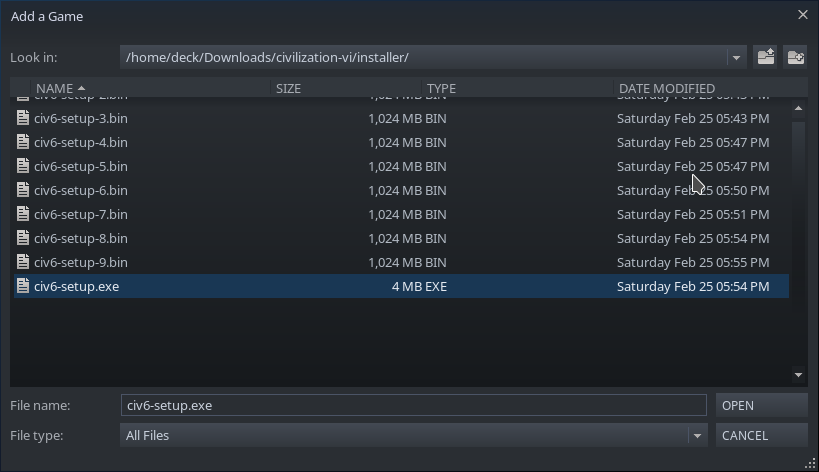 Add a Game
Look in: /home/deck/Downloads/civilization-vi/installer/
NAME SIZE TYPE DATE MODIFIED
civ6-setup-2.bin 1,024 MB BIN Saturday Feb 25 05:43 PM
civ6-setup-3.bin 1,024 MB BIN Saturday Feb 25 05:43 PM
civ6-setup-4.bin 1,024 MB BIN Saturday Feb 25 05:47 PM
civ6-setup-5.bin 1,024 MB BIN Saturday Feb 25 05:47 PM
civ6-setup-6.bin 1,024 MB BIN Saturday Feb 25 05:50 PM
civ6-setup-7.bin 1,024 MB BIN Saturday Feb 25 05:51 PM
civ6-setup-8.bin 1,024 MB BIN Saturday Feb 25 05:54 PM
civ6-setup-9.bin 1,024 MB BIN Saturday Feb 25 05:55 PM
civ6-setup.exe 4 MB EXE Saturday Feb 25 05:54 PM
File name: civ6-setup.exe OPEN
File type: All Files CANCEL